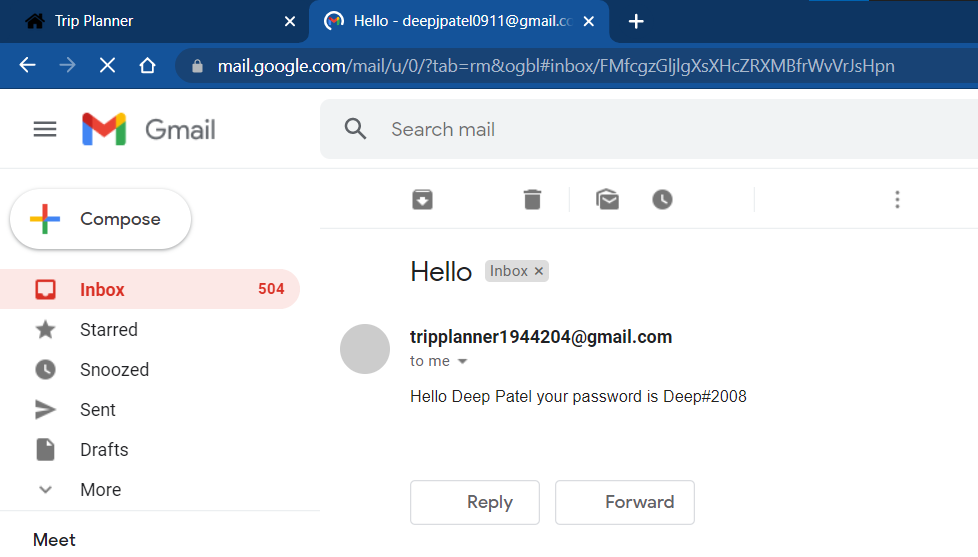 Trip Planner
Hello - deepjpatel0911@gmail.co
mail.google.com/mail/u/0/?tab=rm&ogbl#inbox/FMfcgzGljlgXsXHcZRXMBfrWvVrJsHpn
Gmail
Search mail
Compose
Hello Inbox ×
Inbox 504
tripplanner1944204@gmail.com
Starred
to me
Snoozed
Hello Deep Patel your password is Deep#2008
Sent
Drafts
More
Reply Forward
Meet